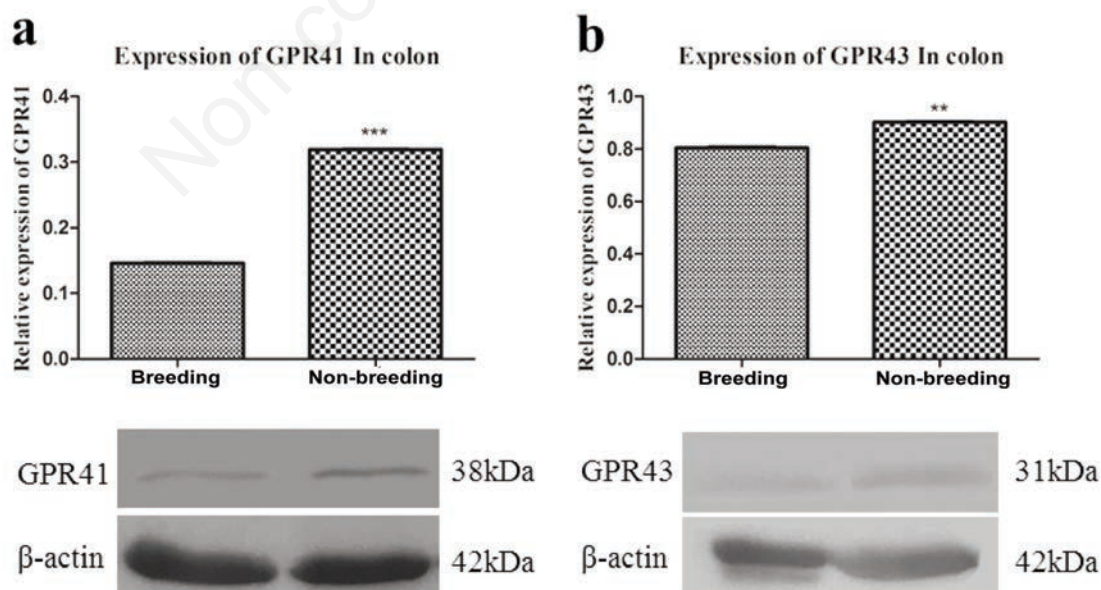 a
Expression of GPR41 In colon
Relative expression of GPR41
0.4
0.3
0.2
0.1
0.0
***
Breeding
Non-breeding
GPR41
38kDa
β-actin
42kDa
b
Expression of GPR43 In colon
Relative expression of GPR43
1.0
0.8
0.6
0.4
0.2
0.0
**
Breeding
Non-breeding
GPR43
31kDa
β-actin
42kDa
Non